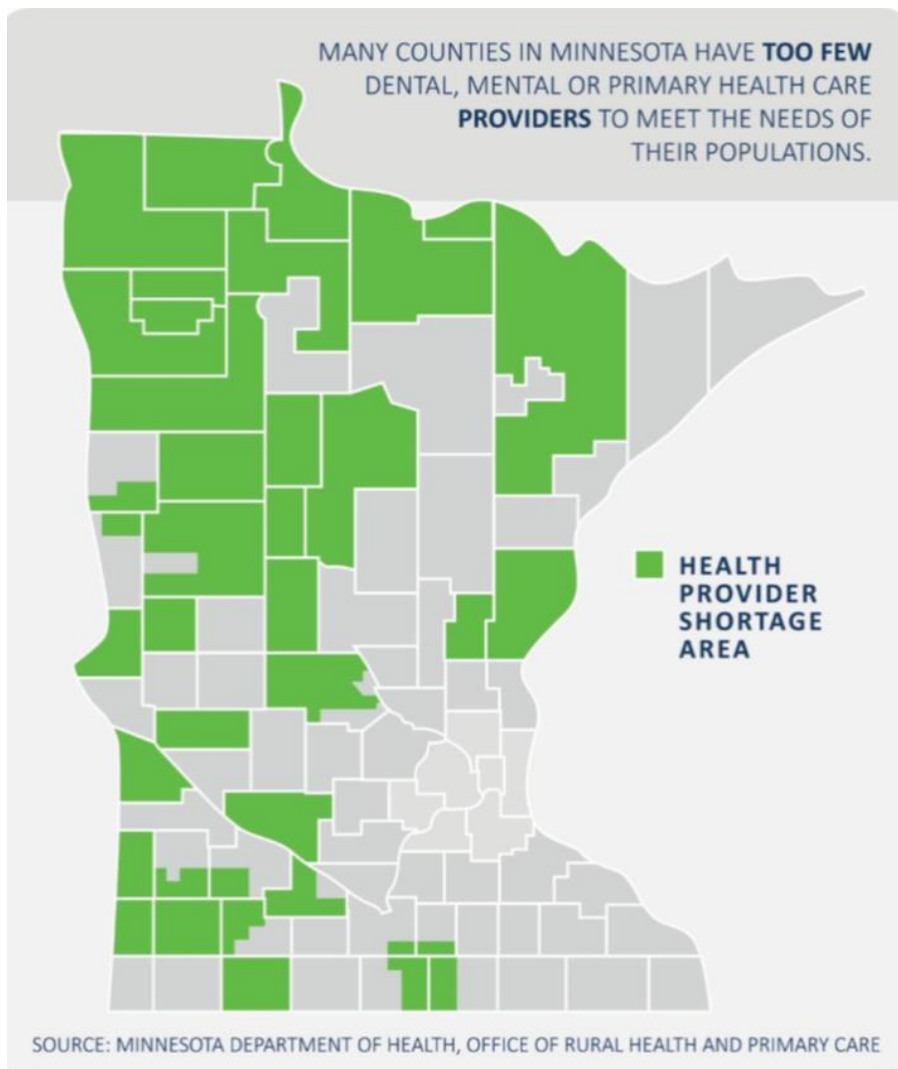 MANY COUNTIES IN MINNESOTA HAVE TOO FEW
DENTAL, MENTAL OR PRIMARY HEALTH CARE
PROVIDERS TO MEET THE NEEDS OF
THEIR POPULATIONS.
HEALTH
PROVIDER
SHORTAGE
AREA
SOURCE: MINNESOTA DEPARTMENT OF HEALTH, OFFICE OF RURAL HEALTH AND PRIMARY CARE